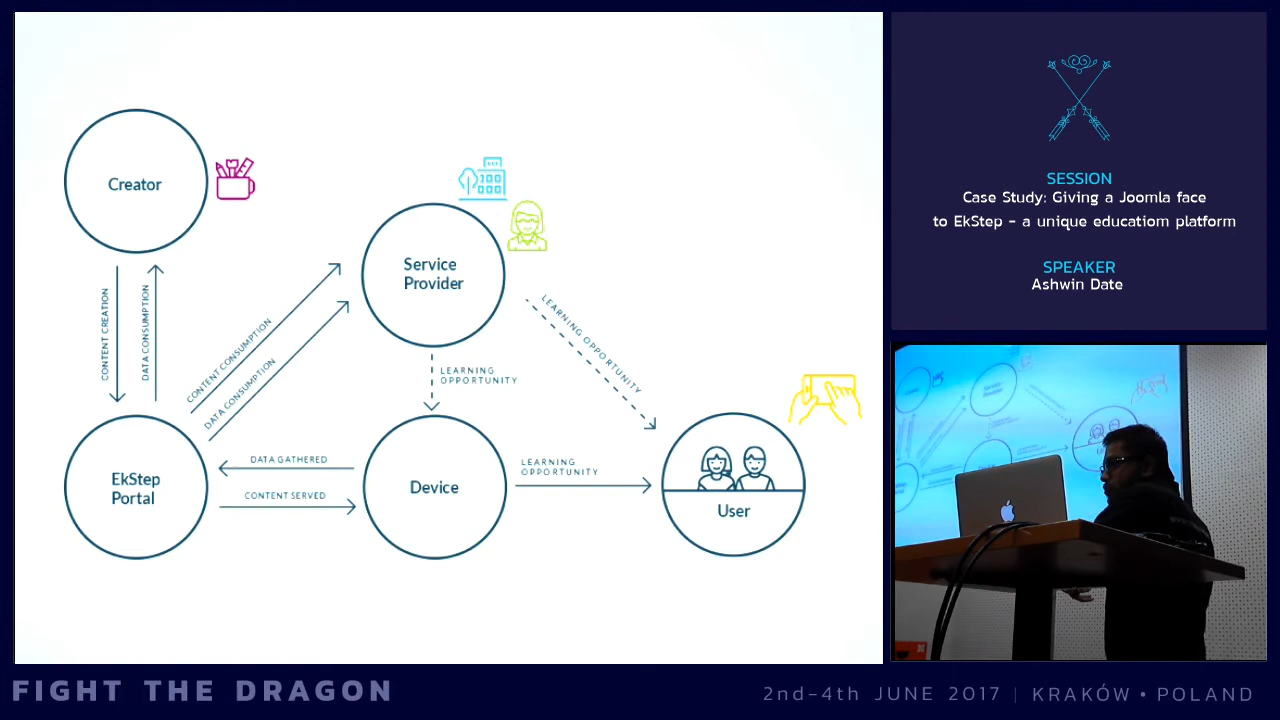 Creator
CONTENT CREATION
DATA CONSUMPTION
CONTENT CONSUMPTION
DATA CONSUMPTION
Service
Provider
LEARNING OPPORTUNITY
LEARNING
OPPORTUNITY
EkStep
Portal
DATA GATHERED
CONTENT SERVED
Device
LEARNING
OPPORTUNITY
User
SESSION
Case Study: Giving a Joomla face
to EkStep - a unique educatiom platform
SPEAKER
Ashwin Date
FIGHT THE DRAGON
2nd-4th JUNE 2017 | KRAKÓW • POLAND